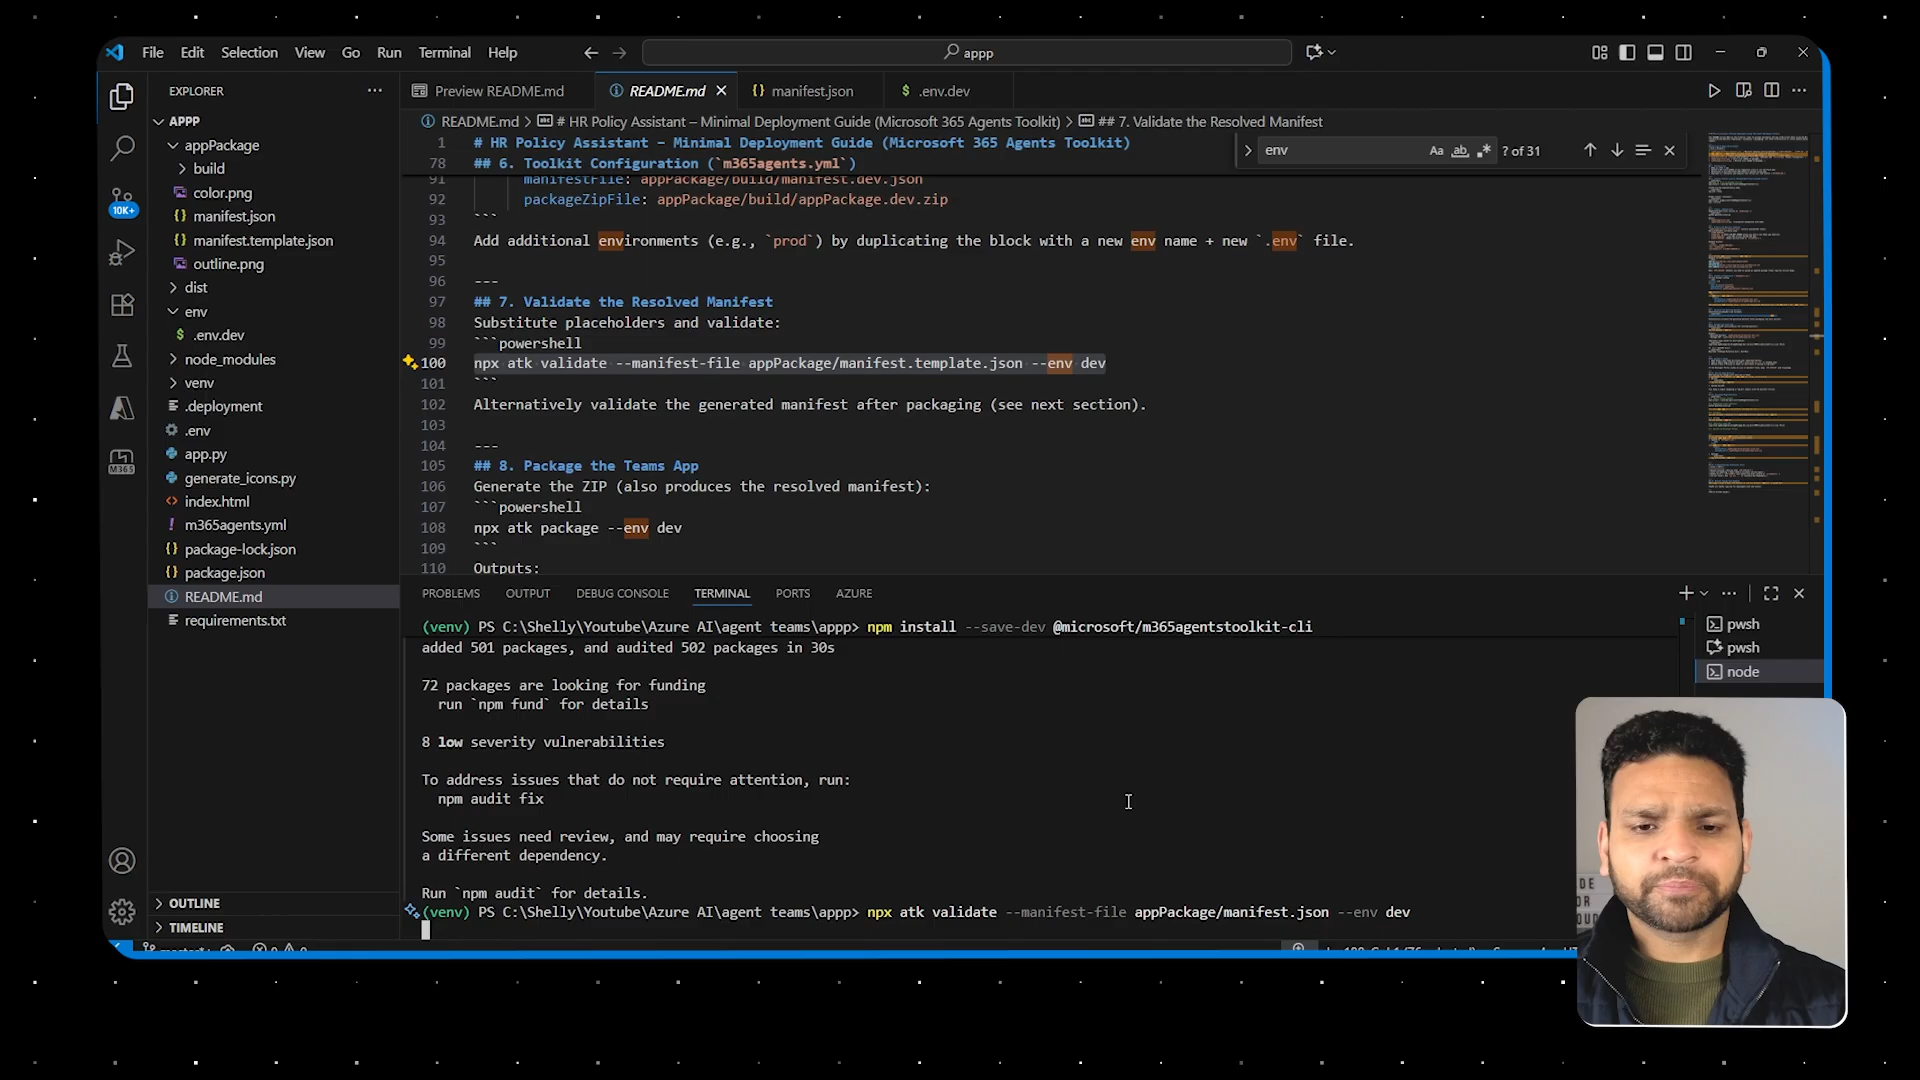 File Edit Selection View Go Run Terminal Help
appp
EXPLORER
Preview README.md
README.md
{} manifest.json
$ .env.dev
APPP
appPackage
build
color.png
{} manifest.json
{} manifest.template.json
outline.png
dist
env
$ .env.dev
node_modules
venv
.deployment
.env
app.py
generate_icons.py
<> index.html
! m365agents.yml
{} package-lock.json
{} package.json
README.md
requirements.txt
OUTLINE
TIMELINE
10K+
M365
README.md > # HR Policy Assistant – Minimal Deployment Guide (Microsoft 365 Agents Toolkit) > ## 7. Validate the Resolved Manifest
1 # HR Policy Assistant – Minimal Deployment Guide (Microsoft 365 Agents Toolkit)
78 ## 6. Toolkit Configuration (`m365agents.yml`)
env
Aa ab .*
? of 31
91 manifestFile: appPackage/build/manifest.dev.json
92 packageZipFile: appPackage/build/appPackage.dev.zip
93 ```
94 Add additional environments (e.g., `prod`) by duplicating the block with a new env name + new `.env` file.
95
96 ---
97 ## 7. Validate the Resolved Manifest
98 Substitute placeholders and validate:
99 ```powershell
100 npx atk validate --manifest-file appPackage/manifest.template.json --env dev
101 ```
102 Alternatively validate the generated manifest after packaging (see next section).
103
104 ---
105 ## 8. Package the Teams App
106 Generate the ZIP (also produces the resolved manifest):
107 ```powershell
108 npx atk package --env dev
109 ```
110 Outputs:
PROBLEMS OUTPUT DEBUG CONSOLE TERMINAL PORTS AZURE
(venv) PS C:\Shelly\Youtube\Azure AI\agent teams\appp> npm install --save-dev @microsoft/m365agentstoolkit-cli
added 501 packages, and audited 502 packages in 30s
72 packages are looking for funding
run `npm fund` for details
8 low severity vulnerabilities
To address issues that do not require attention, run:
npm audit fix
Some issues need review, and may require choosing
a different dependency.
Run `npm audit` for details.
(venv) PS C:\Shelly\Youtube\Azure AI\agent teams\appp> npx atk validate --manifest-file appPackage/manifest.json --env dev
pwsh
pwsh
node